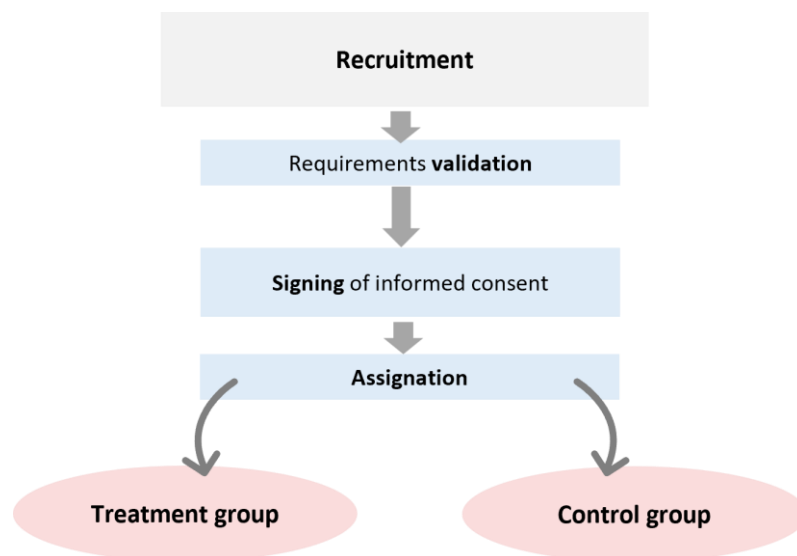 Recruitment
Requirements validation
Signing of informed consent
Assignation
Treatment group
Control group